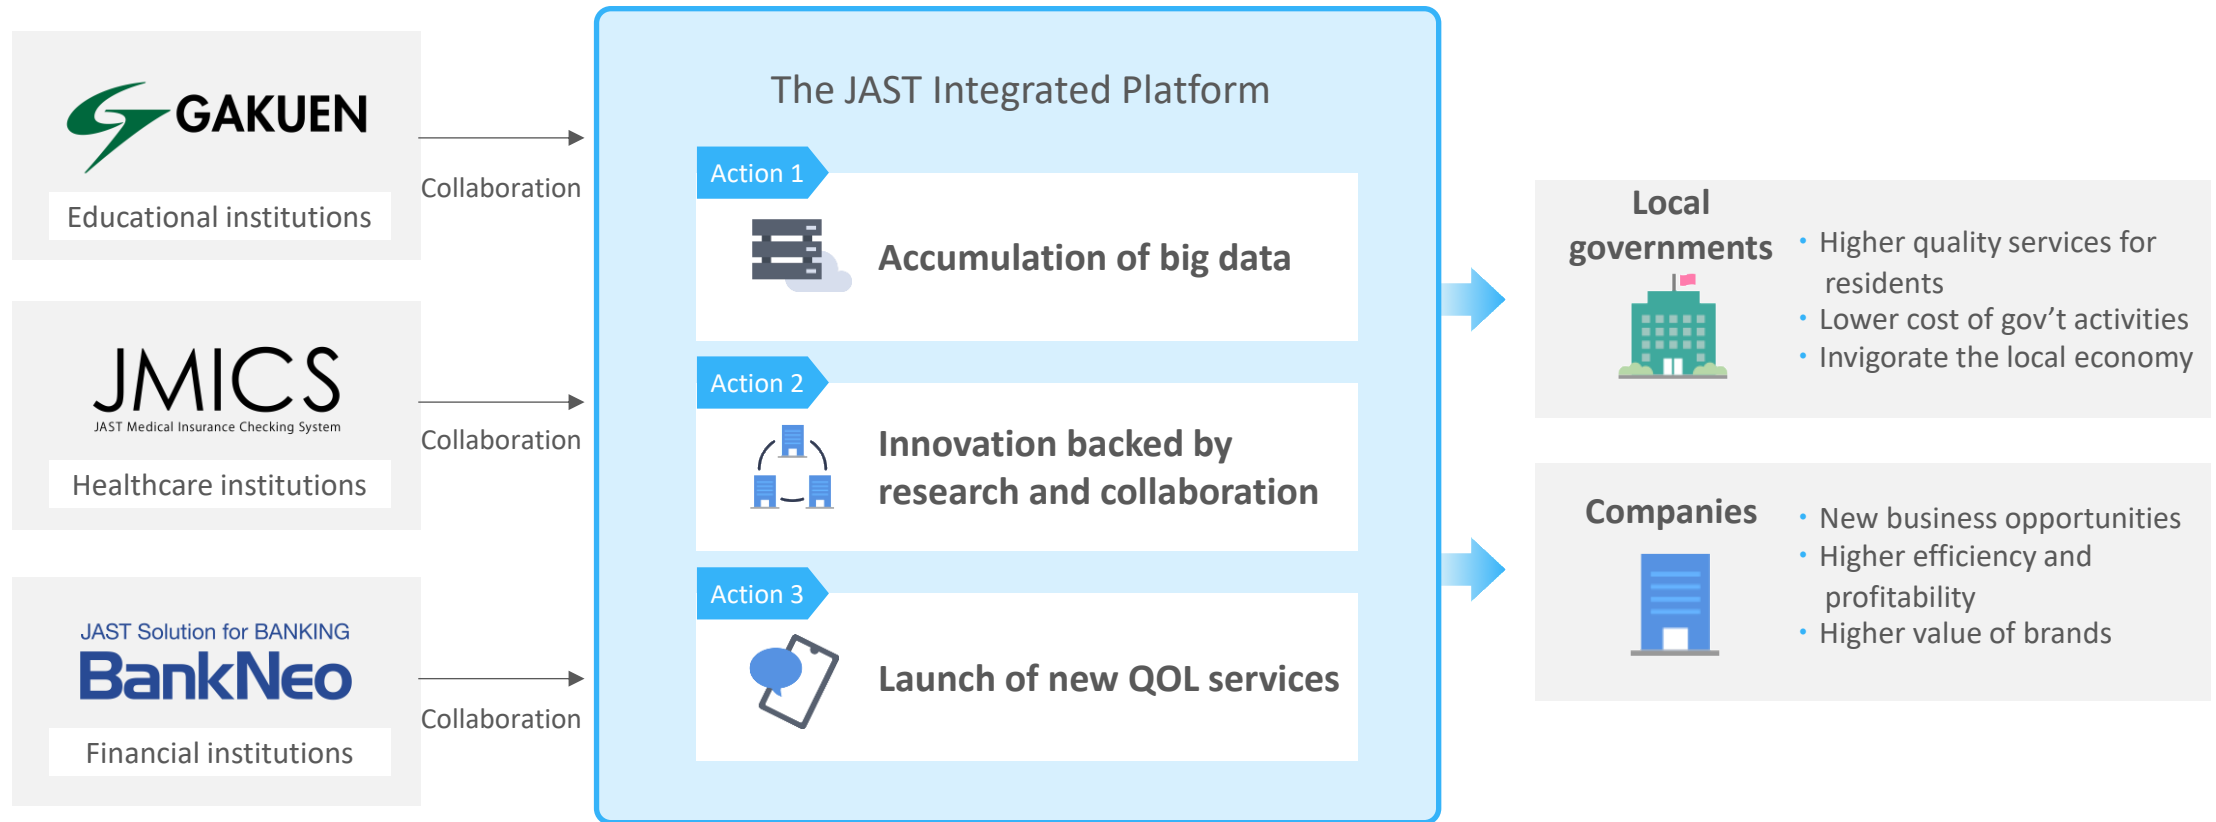 GAKUEN
Educational institutions
Collaboration
JMICS
JAST Medical Insurance Checking System
Healthcare institutions
Collaboration
JAST Solution for BANKING
BankNeo
Financial institutions
Collaboration
The JAST Integrated Platform
Action 1
Accumulation of big data
Action 2
Innovation backed by
research and collaboration
Action 3
Launch of new QOL services
Local
governments
・Higher quality services for
residents
・Lower cost of gov’t activities
・Invigorate the local economy
Companies
・New business opportunities
・Higher efficiency and
profitability
・Higher value of brands